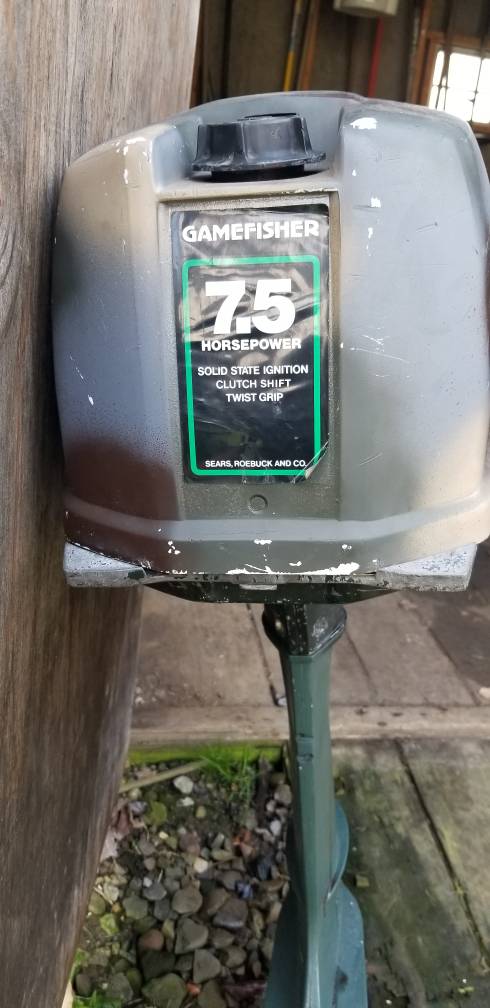 GAMEFISHER
7.5
HORSEPOWER
SOLID STATE IGNITION
CLUTCH SHIFT
TWIST GRIP
SEARS, ROEBUCK AND CO.